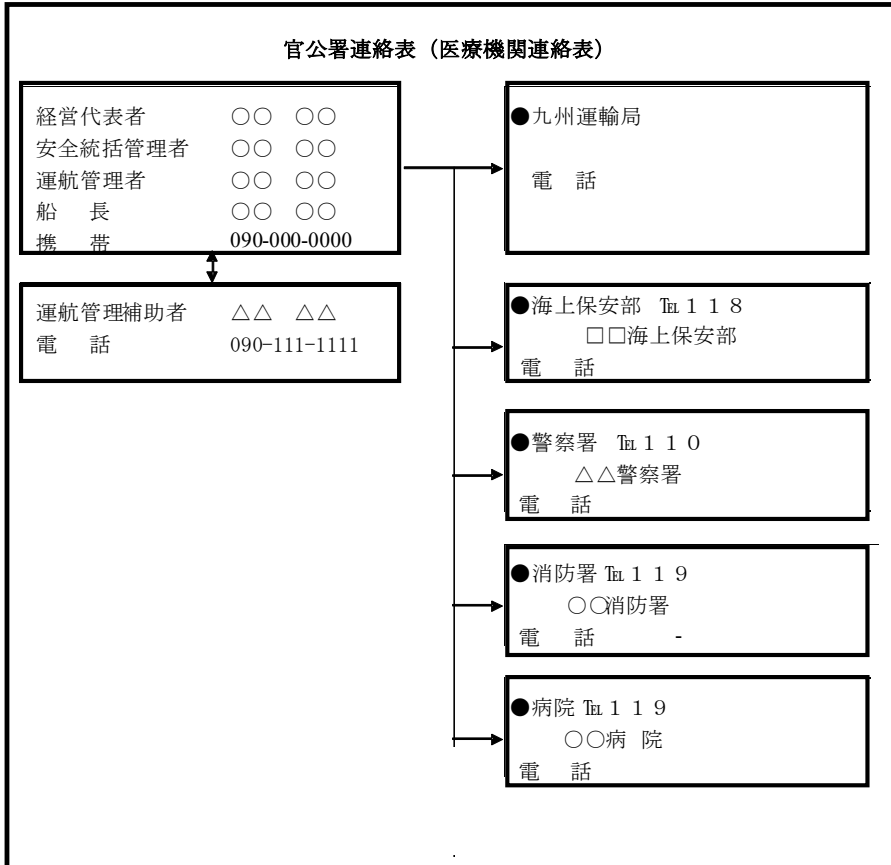 官公署連絡表（医療機関連絡表）
経営代表者　○○　○○
安全統括管理者　○○　○○
運航管理者　○○　○○
船　長　○○　○○
携　帯　090-000-0000
運航管理補助者　△△　△△
電　話　090-111-1111
●九州運輸局
電　話
●海上保安部　℡１１８
□□海上保安部
電　話
●警察署　℡１１０
△△警察署
電　話
●消防署 ℡１１９
○○消防署
電　話　-
●病院 ℡１１９
○○病 院
電　話